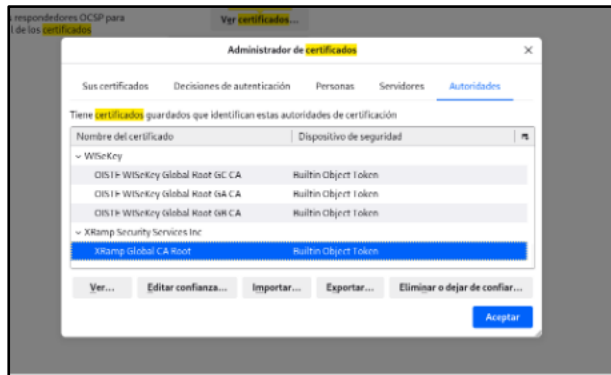 respondedores OCSP para
l de los certificados
Ver certificados...
Administrador de certificados
Sus certificados Decisiones de autenticación Personas Servidores Autoridades
Tiene certificados guardados que identifican estas autoridades de certificación
Nombre del certificado Dispositivo de seguridad
WISeKey
OISTE WISeKey Global Root GC CA Builtin Object Token
OISTE WISeKey Global Root GA CA Builtin Object Token
OISTE WISeKey Global Root GB CA Builtin Object Token
XRamp Security Services Inc
XRamp Global CA Root Builtin Object Token
Ver... Editar confianza... Importar... Exportar... Eliminar o dejar de confiar...
Aceptar